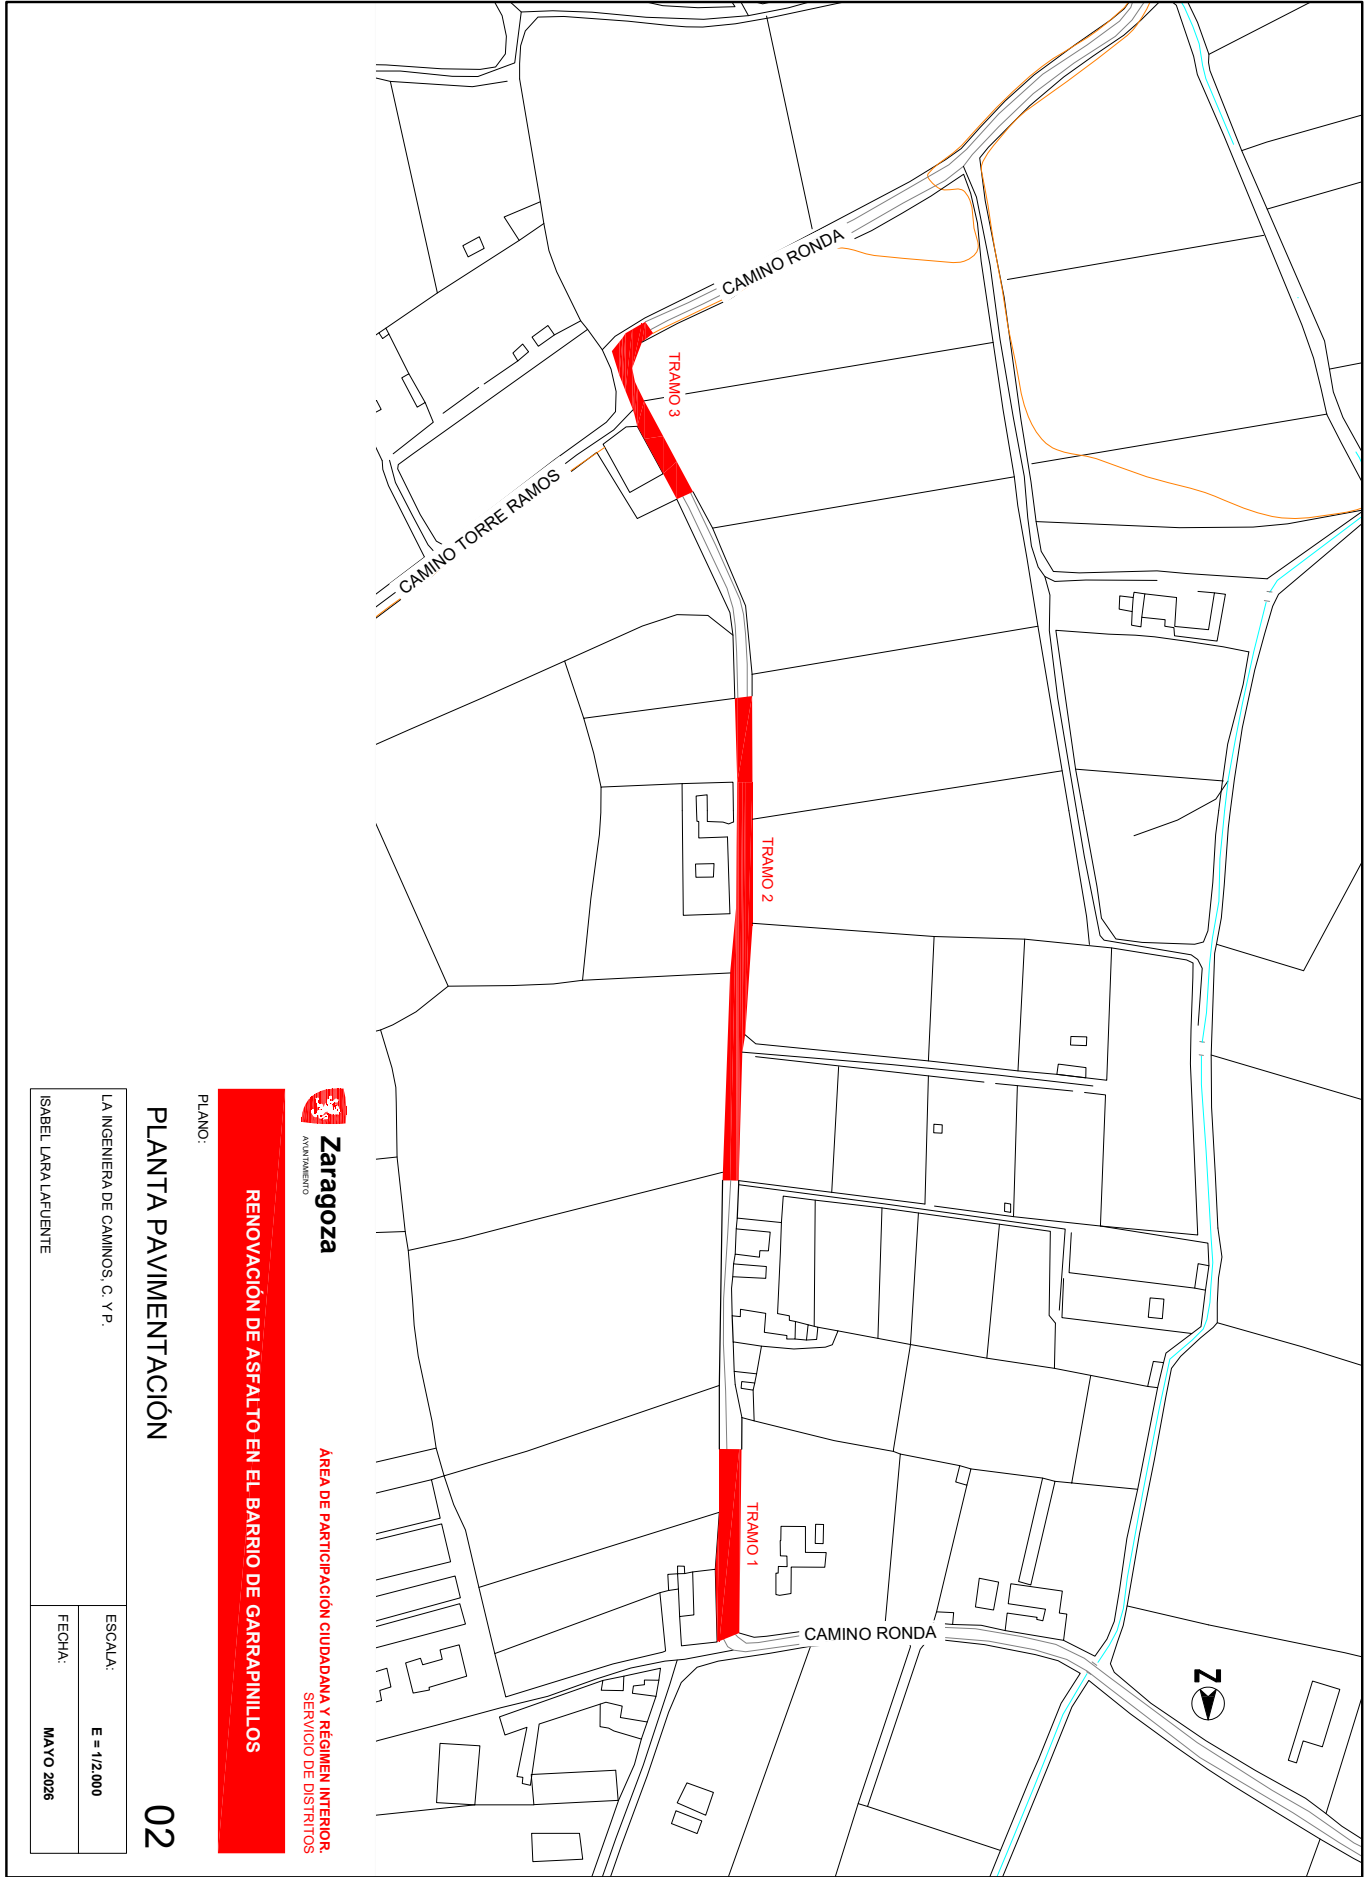 CAMINO RONDA
TRAMO 3
CAMINO TORRE RAMOS
TRAMO 2
TRAMO 1
CAMINO RONDA
N
Zaragoza
AYUNTAMIENTO
ÁREA DE PARTICIPACIÓN CIUDADANA Y RÉGIMEN INTERIOR.
SERVICIO DE DISTRITOS
RENOVACIÓN DE ASFALTO EN EL BARRIO DE GARRAPINILLOS
PLANO:
PLANTA PAVIMENTACIÓN
02
LA INGENIERA DE CAMINOS, C. Y P.
ISABEL LARA LAFUENTE
ESCALA:
E = 1/2.000
FECHA:
MAYO 2026